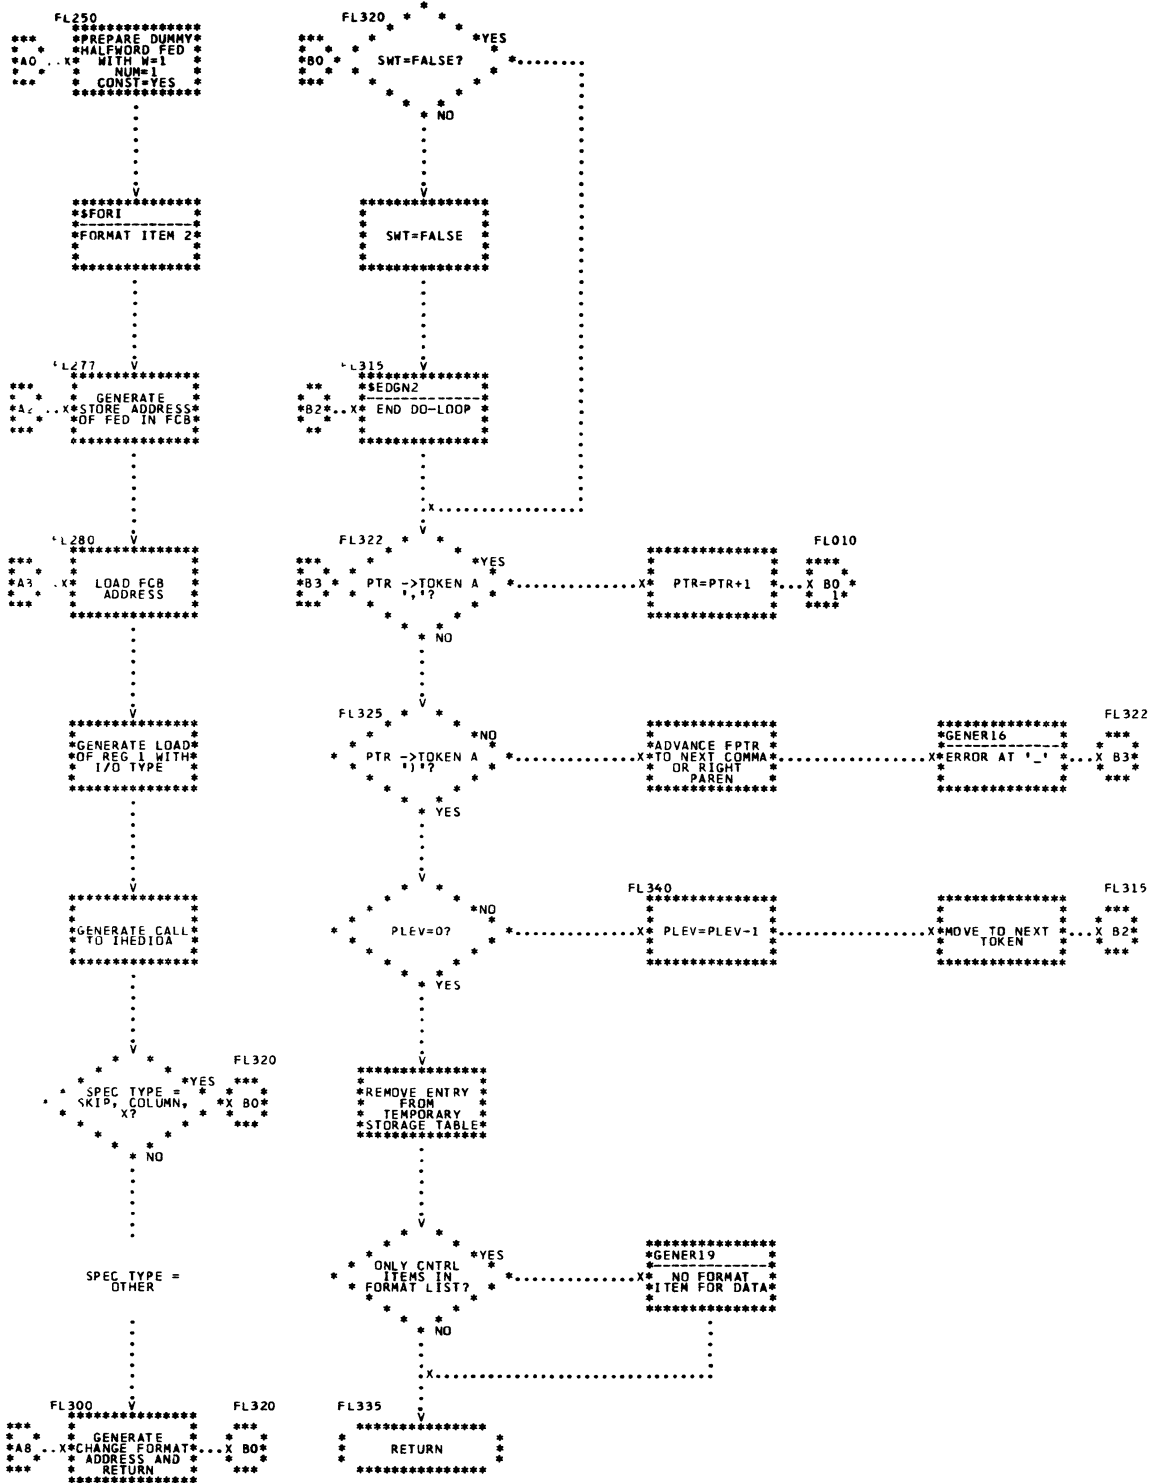 FL250
PREPARE DUMMY
HALFWORD FED
WITH W=1
NUM=1
CONST=YES
A0
$FORI
FORMAT ITEM 2
L277
GENERATE
STORE ADDRESS
OF FED IN FCB
A2
L280
LOAD FCB
ADDRESS
A3
GENERATE LOAD
OF REG 1 WITH
I/O TYPE
GENERATE CALL
TO IHEDIOA
SPEC TYPE =
SKIP, COLUMN,
X?
YES
FL320
B0
NO
SPEC TYPE =
OTHER
FL300
A8
GENERATE
CHANGE FORMAT
ADDRESS AND
RETURN
FL320
B0
FL320
B0
SWT=FALSE?
YES
NO
SWT=FALSE
L315
B2
$EDGN2
END DO-LOOP
FL322
B3
PTR ->TOKEN A
','?
YES
PTR=PTR+1
FL010
B0
1
NO
FL325
PTR ->TOKEN A
')'?
NO
ADVANCE FPTR
TO NEXT COMMA
OR RIGHT
PAREN
GENER16
ERROR AT '_'
FL322
B3
YES
PLEV=0?
NO
FL340
PLEV=PLEV-1
MOVE TO NEXT
TOKEN
FL315
B2
YES
REMOVE ENTRY
FROM
TEMPORARY
STORAGE TABLE
ONLY CNTRL
ITEMS IN
FORMAT LIST?
YES
GENER19
NO FORMAT
ITEM FOR DATA
NO
FL335
RETURN